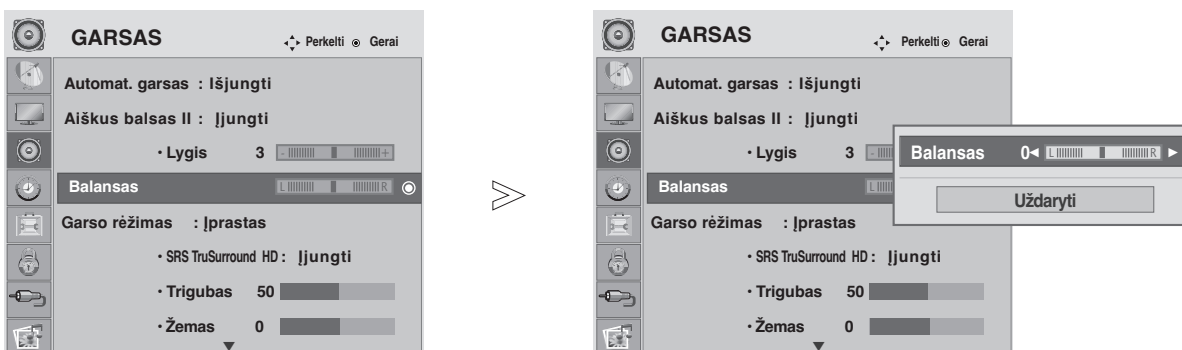 GARSAS Perkelti Gerai
Automat. garsas : Išjungti
Aiškus balsas II : Įjungti
• Lygis 3 - +
Balansas L R
Garso rėžimas : Įprastas
• SRS TruSurround HD : Įjungti
• Trigubas 50
• Žemas 0
GARSAS Perkelti Gerai
Automat. garsas : Išjungti
Aiškus balsas II : Įjungti
• Lygis 3 -
Balansas L
Garso rėžimas : Įprastas
• SRS TruSurround HD : Įjungti
• Trigubas 50
• Žemas 0
Balansas 0 L R
Uždaryti